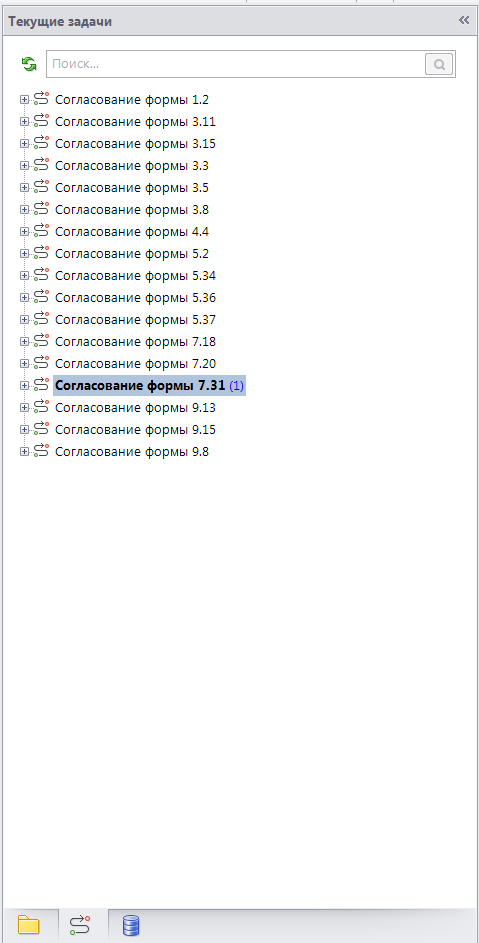 Текущие задачи
Поиск...
Согласование формы 1.2
Согласование формы 3.11
Согласование формы 3.15
Согласование формы 3.3
Согласование формы 3.5
Согласование формы 3.8
Согласование формы 4.4
Согласование формы 5.2
Согласование формы 5.34
Согласование формы 5.36
Согласование формы 5.37
Согласование формы 7.18
Согласование формы 7.20
Согласование формы 7.31 (1)
Согласование формы 9.13
Согласование формы 9.15
Согласование формы 9.8